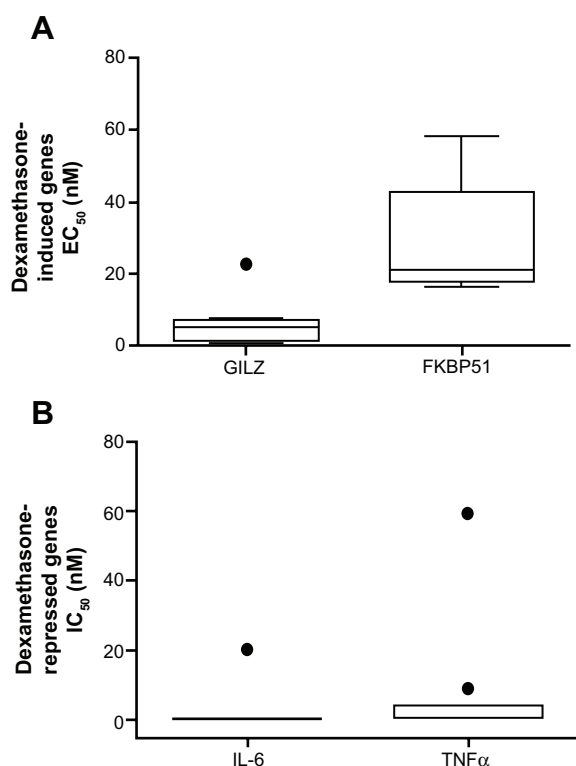 A
Dexamethasone-
induced genes
EC50 (nM)
80
60
40
20
0
GILZ
FKBP51
B
Dexamethasone-
repressed genes
IC50 (nM)
80
60
40
20
0
IL-6
TNFα